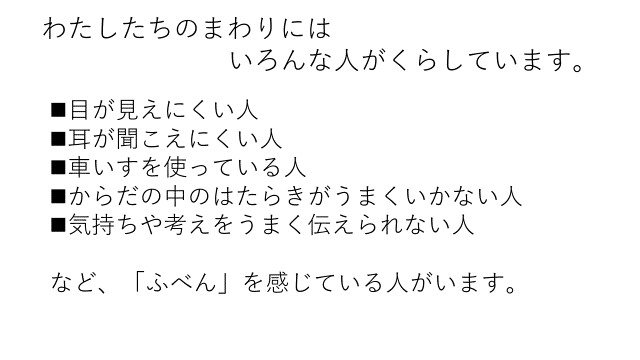 わたしたちのまわりには
いろんな人がくらしています。
■目が見えにくい人
■耳が聞こえにくい人
■車いすを使っている人
■からだの中のはたらきがうまくいかない人
■気持ちや考えをうまく伝えられない人
など、「ふべん」を感じている人がいます。